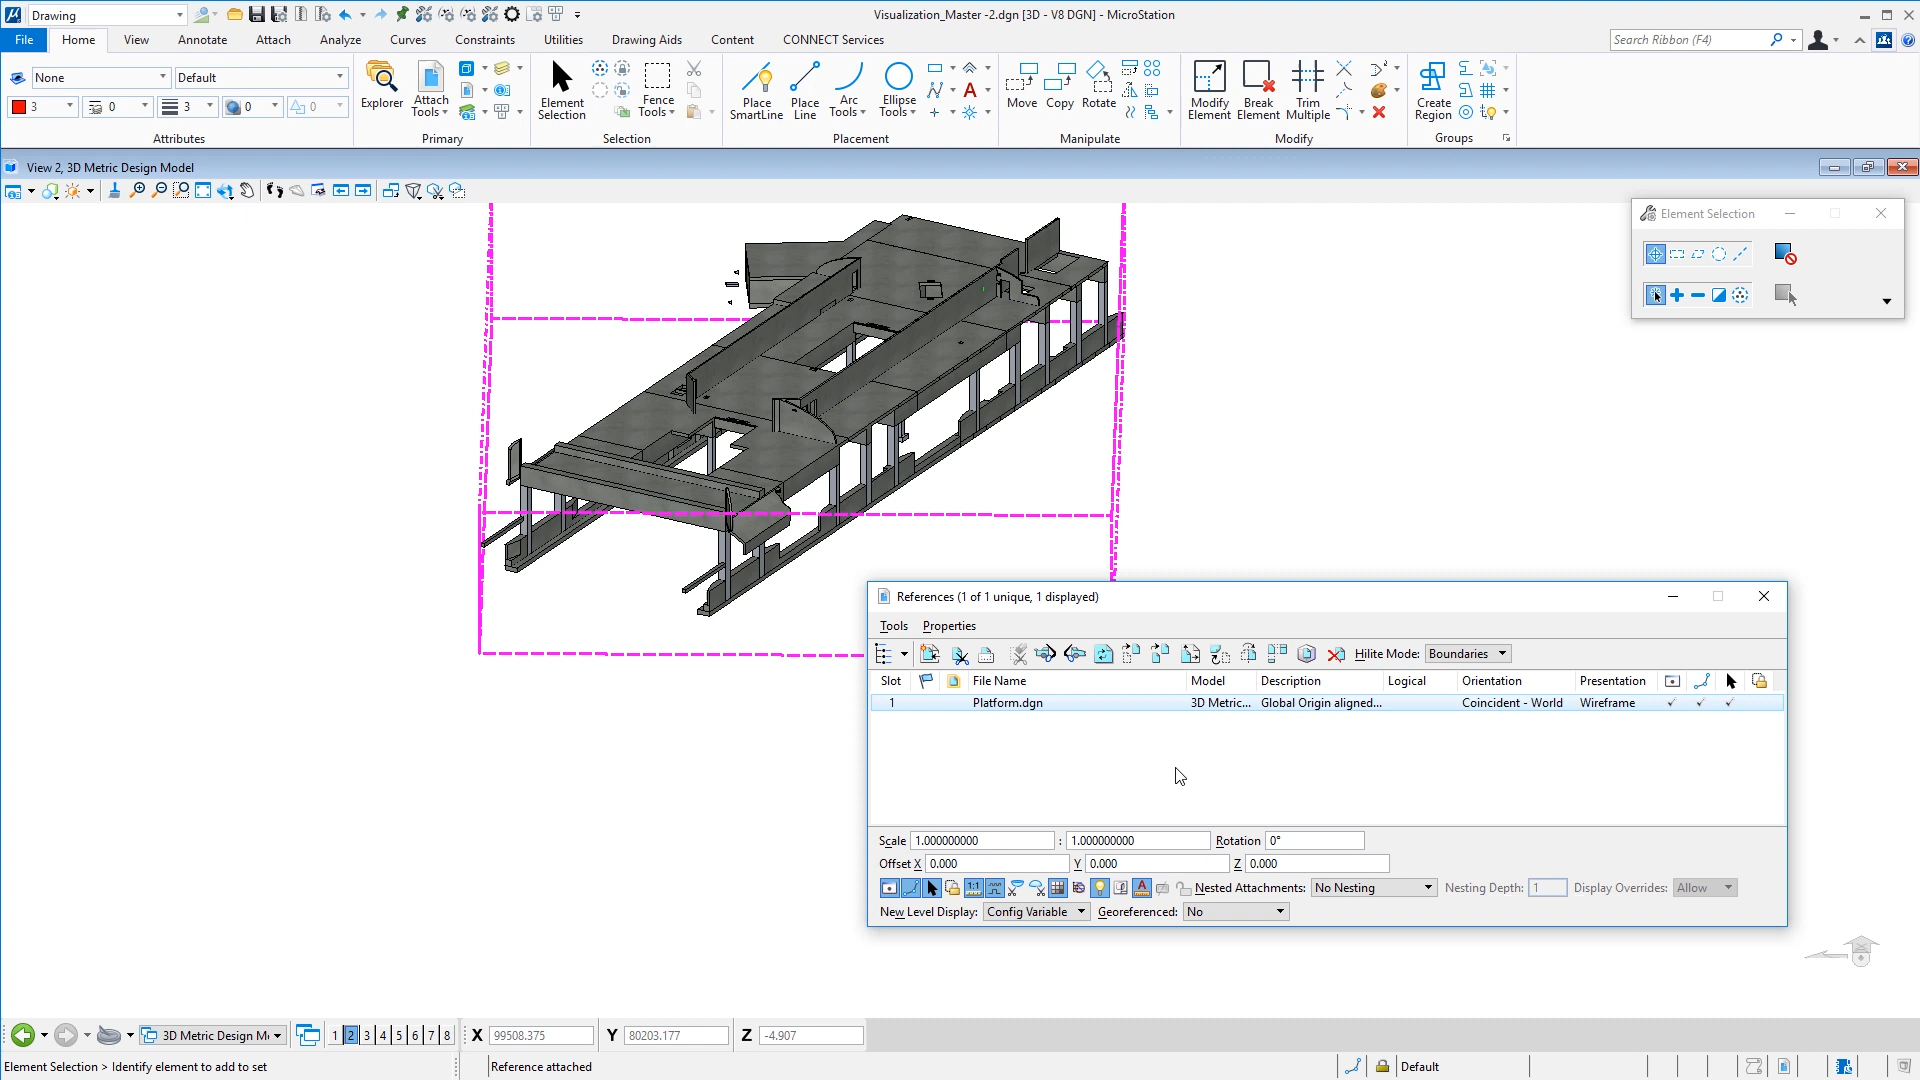 Drawing
Visualization_Master -2.dgn [3D - V8 DGN] - MicroStation
File Home View Annotate Attach Analyze Curves Constraints Utilities Drawing Aids Content CONNECT Services
Search Ribbon (F4)
None Default
3 0 3 0 0
Explorer
Attach Tools
Element Selection
Fence Tools
Place SmartLine
Place Line
Arc Tools
Ellipse Tools
Move Copy Rotate
Modify Element
Break Element
Trim Multiple
Create Region
Attributes Primary Selection Placement Manipulate Modify Groups
View 2, 3D Metric Design Model
Element Selection
References (1 of 1 unique, 1 displayed)
Tools Properties
Hilite Mode: Boundaries
Slot File Name Model Description Logical Orientation Presentation
1 Platform.dgn 3D Metric... Global Origin aligned... Coincident - World Wireframe
Scale 1.000000000 : 1.000000000 Rotation 0°
Offset X 0.000 Y 0.000 Z 0.000
1:1 A Nested Attachments: No Nesting Nesting Depth: 1 Display Overrides: Allow
New Level Display: Config Variable Georeferenced: No
3D Metric Design M 1 2 3 4 5 6 7 8 X 99508.375 Y 80203.177 Z -4.907
Element Selection > Identify element to add to set Reference attached Default